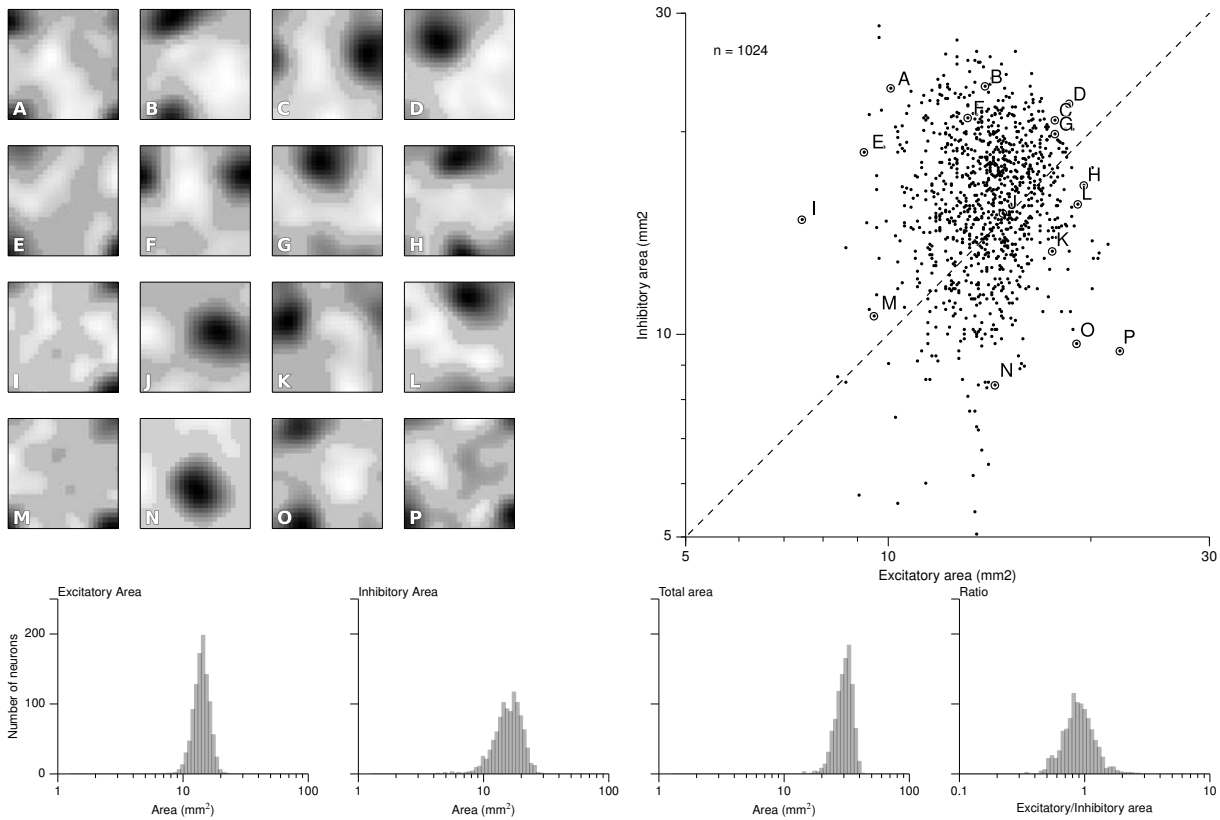 A B C D
E F G H
I J K L
M N O P
30
n = 1024
A
B
D
C
F
G
E
H
L
I
J
K
M
O
P
N
10
5
Inhibitory area (mm2)
5 10 30
Excitatory area (mm2)
Excitatory Area
Inhibitory Area
Total area
Ratio
200
100
0
Number of neurons
1 10 100
1 10 100
1 10 100
0.1 1 10
Area (mm²)
Area (mm²)
Area (mm²)
Excitatory/Inhibitory area